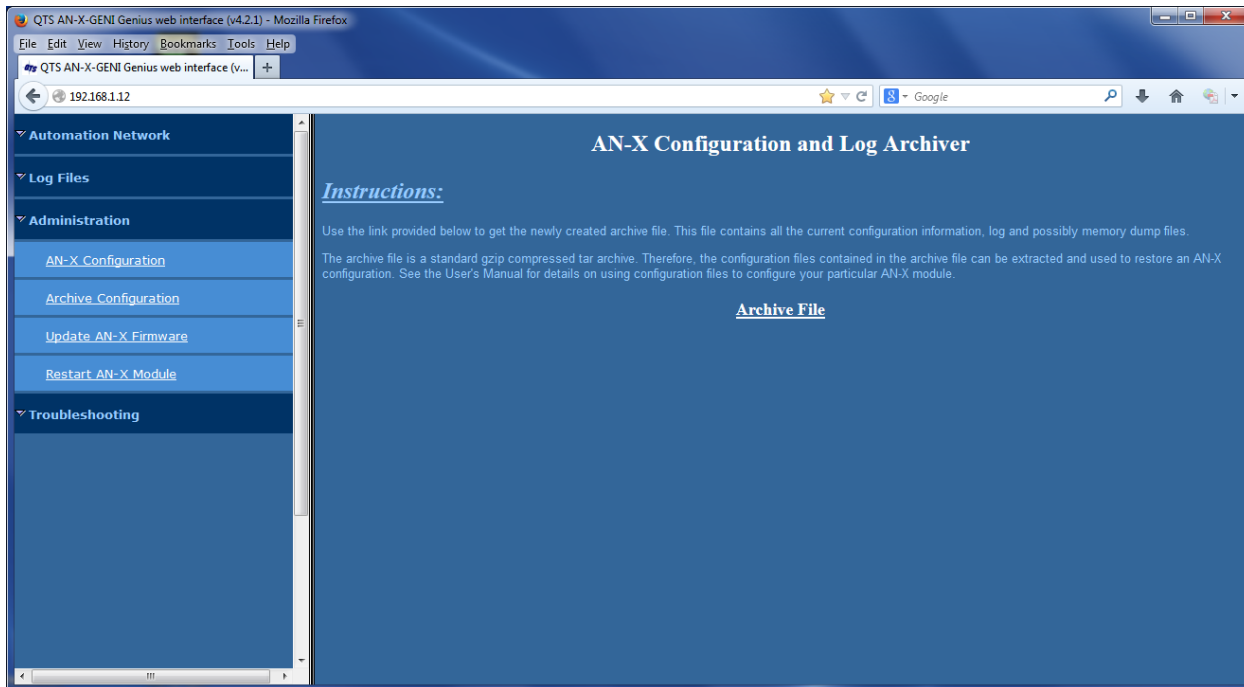 QTS AN-X-GENI Genius web interface (v4.2.1) - Mozilla Firefox
File Edit View History Bookmarks Tools Help
QTS AN-X-GENI Genius web interface (v...
192.168.1.12
Google
Automation Network
Log Files
Administration
AN-X Configuration
Archive Configuration
Update AN-X Firmware
Restart AN-X Module
Troubleshooting
AN-X Configuration and Log Archiver
Instructions:
Use the link provided below to get the newly created archive file. This file contains all the current configuration information, log and possibly memory dump files.
The archive file is a standard gzip compressed tar archive. Therefore, the configuration files contained in the archive file can be extracted and used to restore an AN-X
configuration. See the User's Manual for details on using configuration files to configure your particular AN-X module.
Archive File